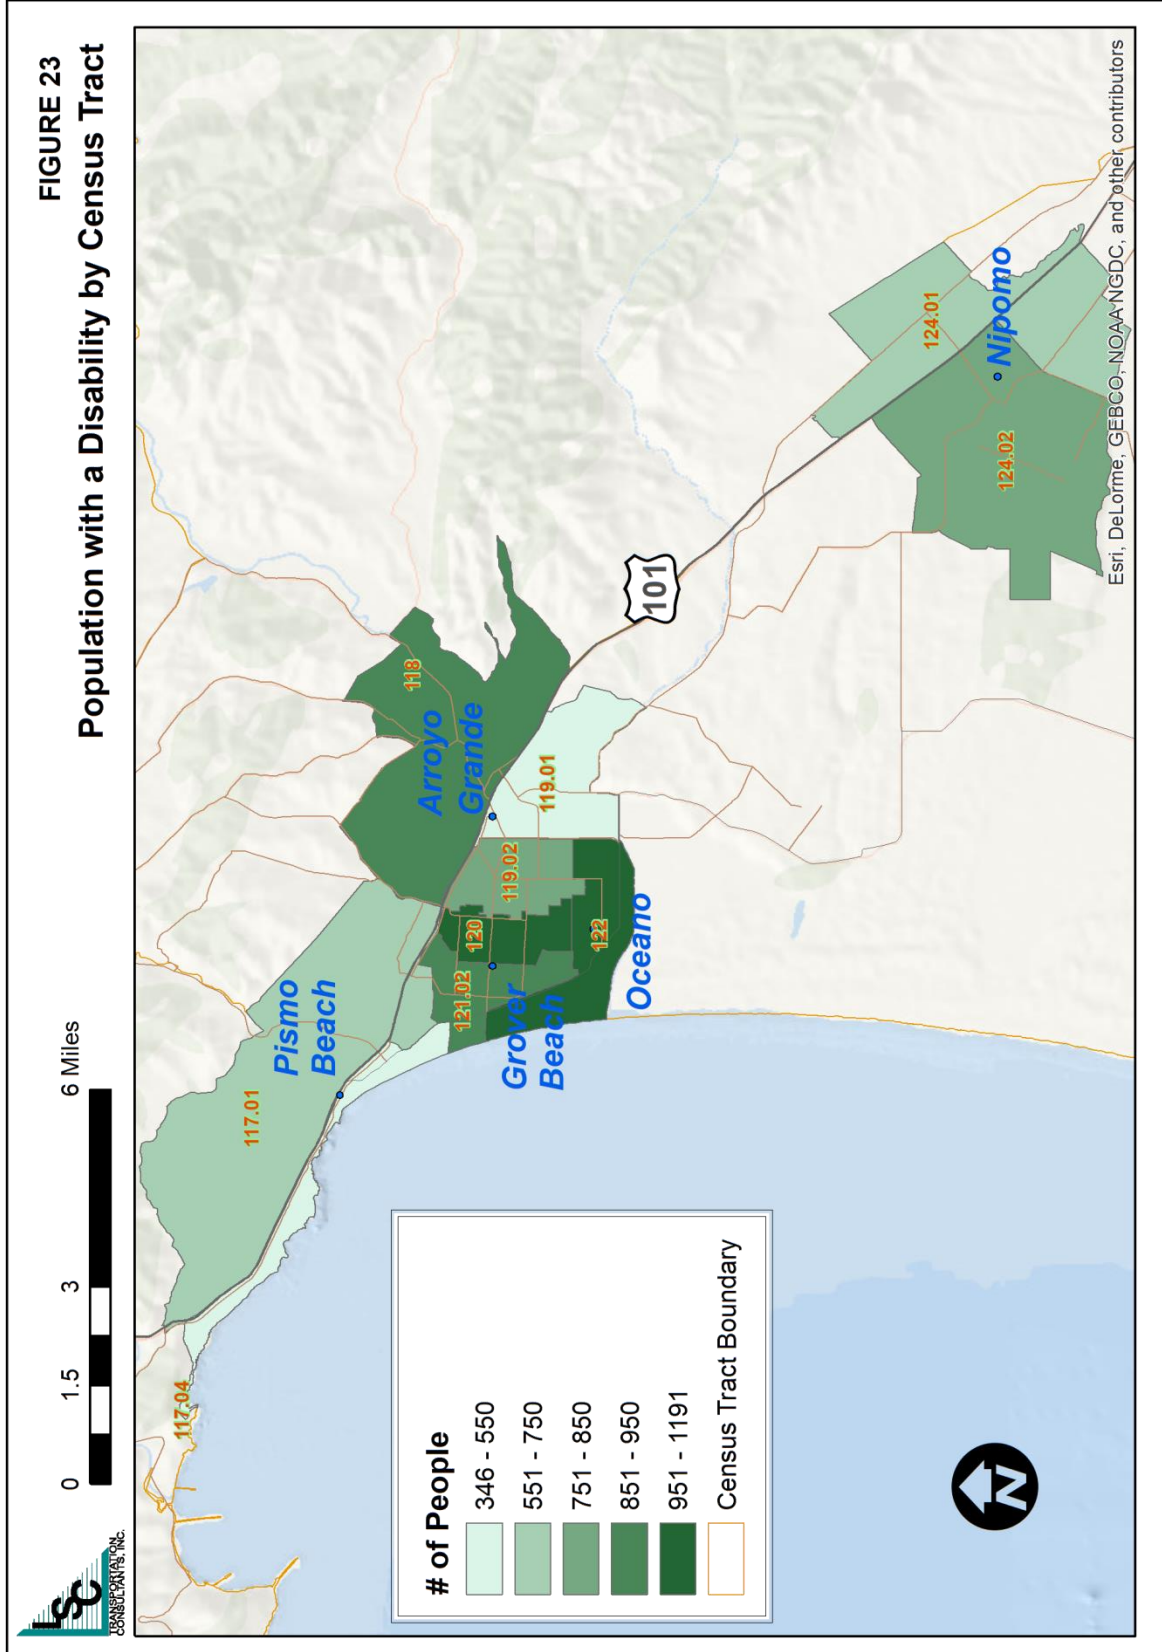 LSC
TRANSPORTATION
CONSULTANTS, INC.
0 1.5 3 6 Miles
FIGURE 23
Population with a Disability by Census Tract
117.04
117.01
Pismo
Beach
118
Arroyo
Grande
119.01
119.02
120
121.02
122
Grover
Beach
Oceano
101
124.01
124.02
Nipomo
# of People
346 - 550
551 - 750
751 - 850
851 - 950
951 - 1191
Census Tract Boundary
N
Esri, DeLorme, GEBCO, NOAA NGDC, and other contributors